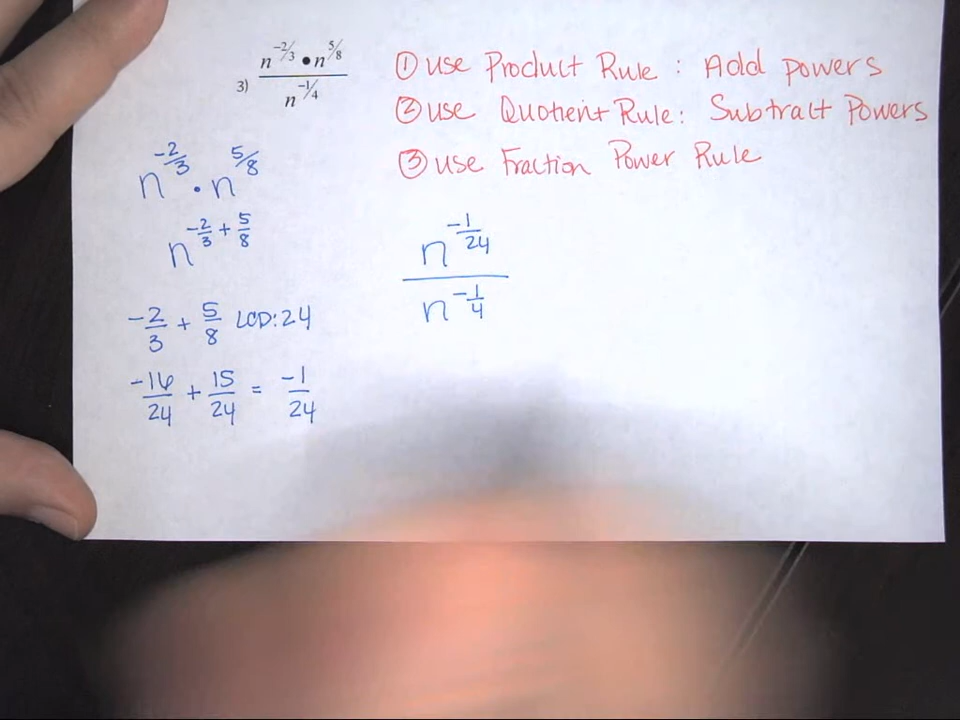 3) n^-2/3 • n^5/8
n^-1/4
① use Product Rule : Add powers
② use Quotient Rule: Subtract Powers
③ use Fraction Power Rule
n^-2/3 · n^5/8
n^-2/3 + 5/8
-2/3 + 5/8 LCD: 24
-16/24 + 15/24 = -1/24
n^-1/24
n^-1/4